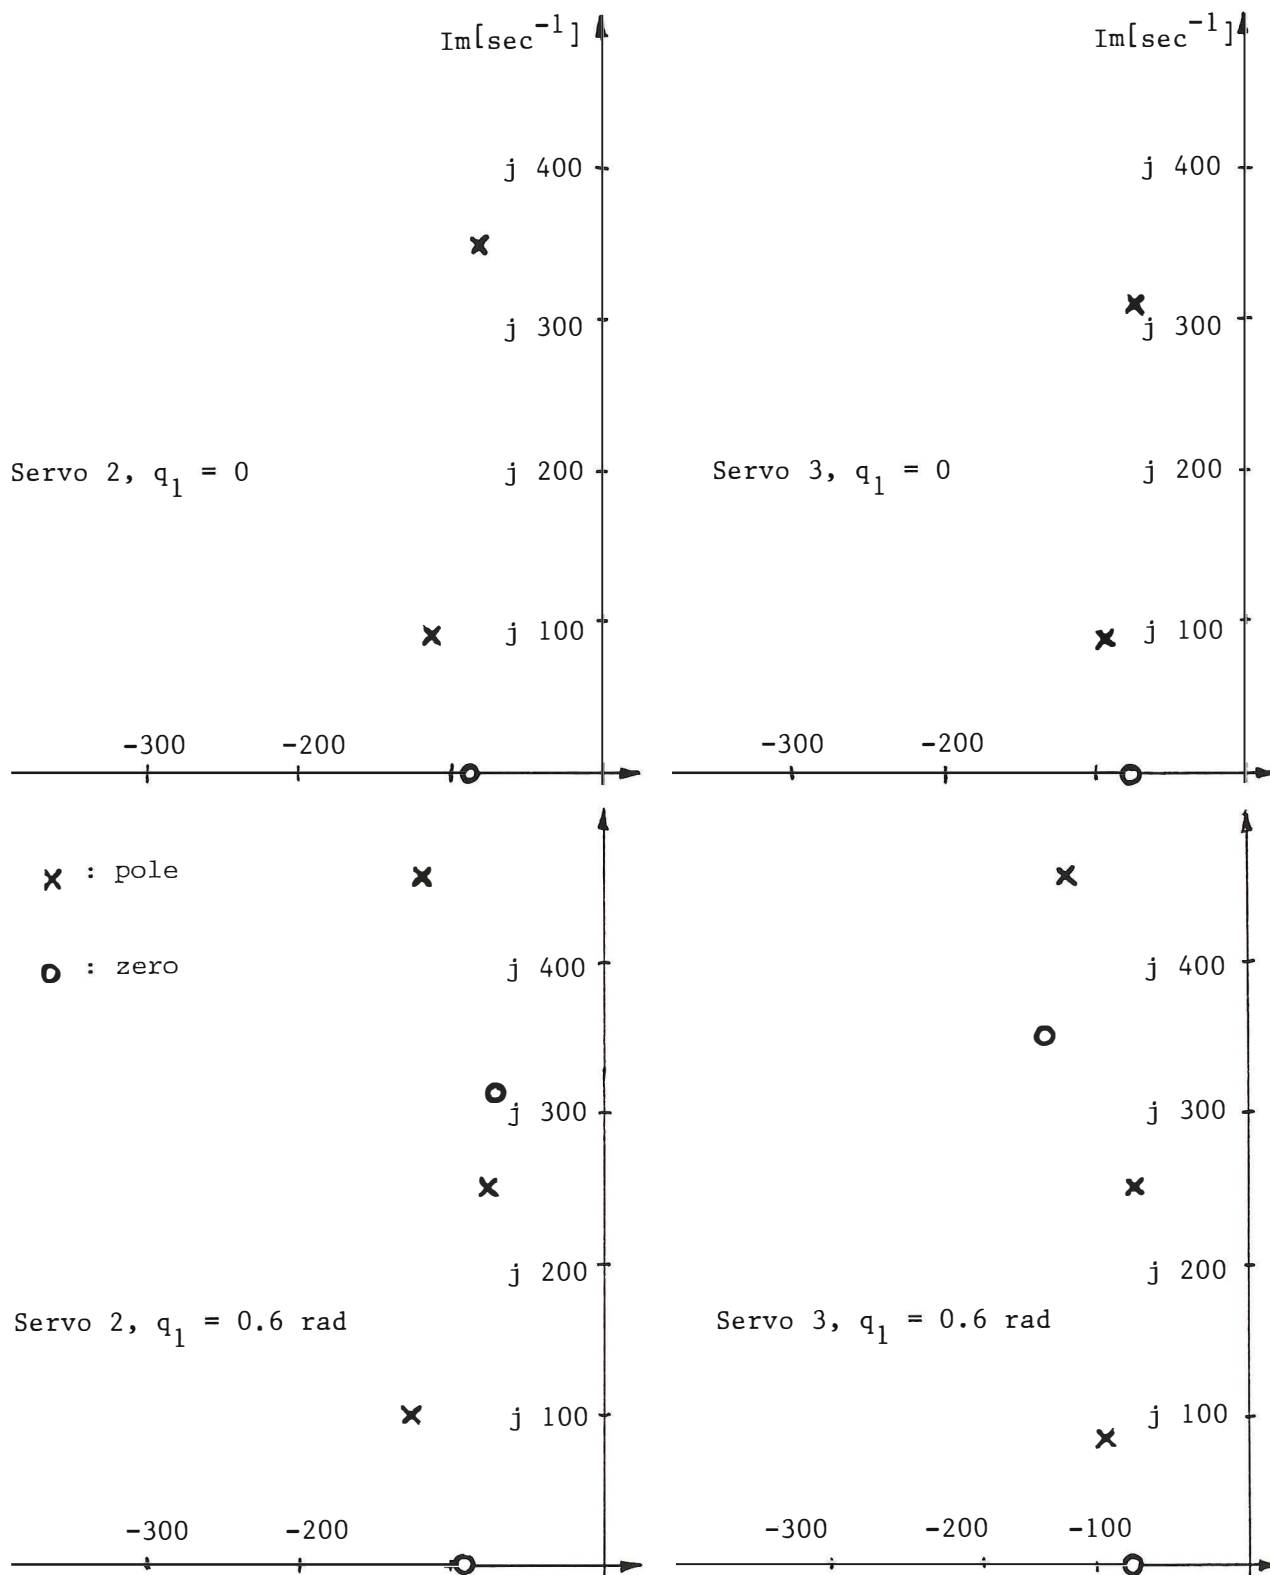 Im[sec⁻¹]
j 400
j 300
Servo 2, q₁ = 0
j 200
j 100
-300 -200
Im[sec⁻¹]
j 400
j 300
Servo 3, q₁ = 0
j 200
j 100
-300 -200
x : pole
o : zero
j 400
j 300
j 200
Servo 2, q₁ = 0.6 rad
j 100
-300 -200
j 400
j 300
j 200
Servo 3, q₁ = 0.6 rad
j 100
-300 -200 -100